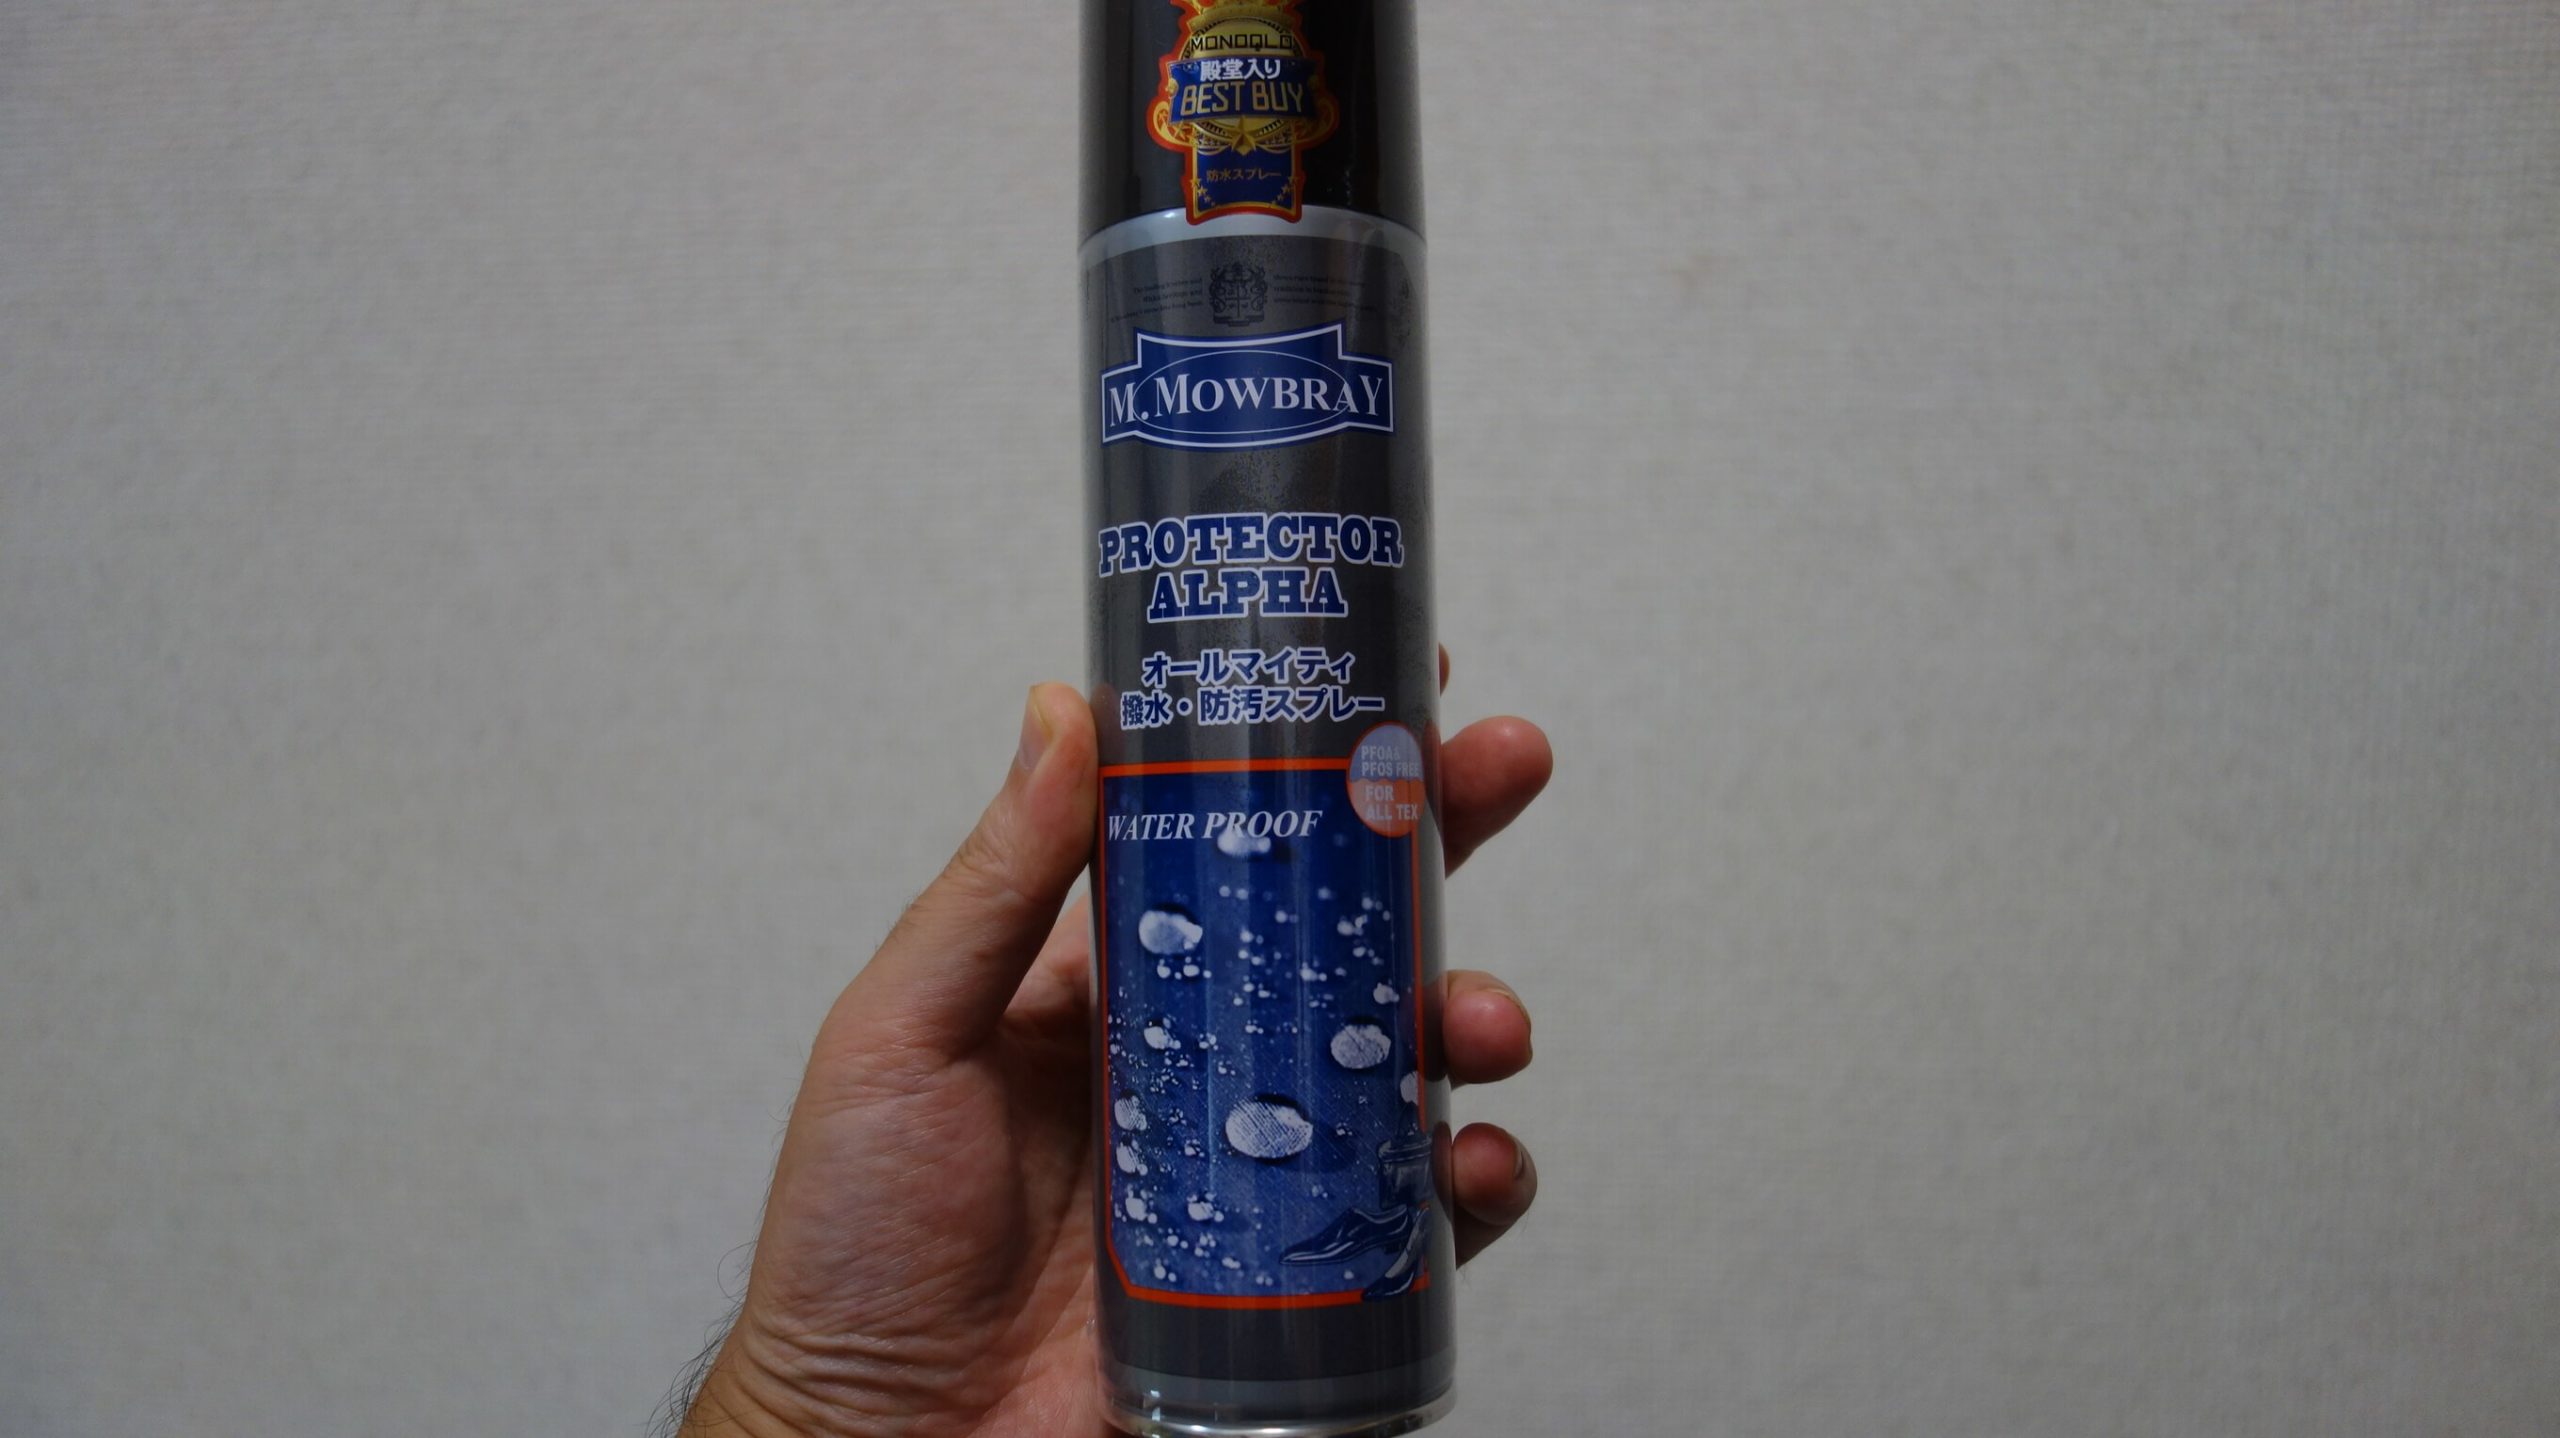 MONOQLO
殿堂入り
BEST BUY
防水スプレー
M. MOWBRAY
PROTECTOR
ALPHA
オールマイティ
撥水・防汚スプレー
PFOA&
PFOS FREE
FOR
ALL TEX
WATER PROOF